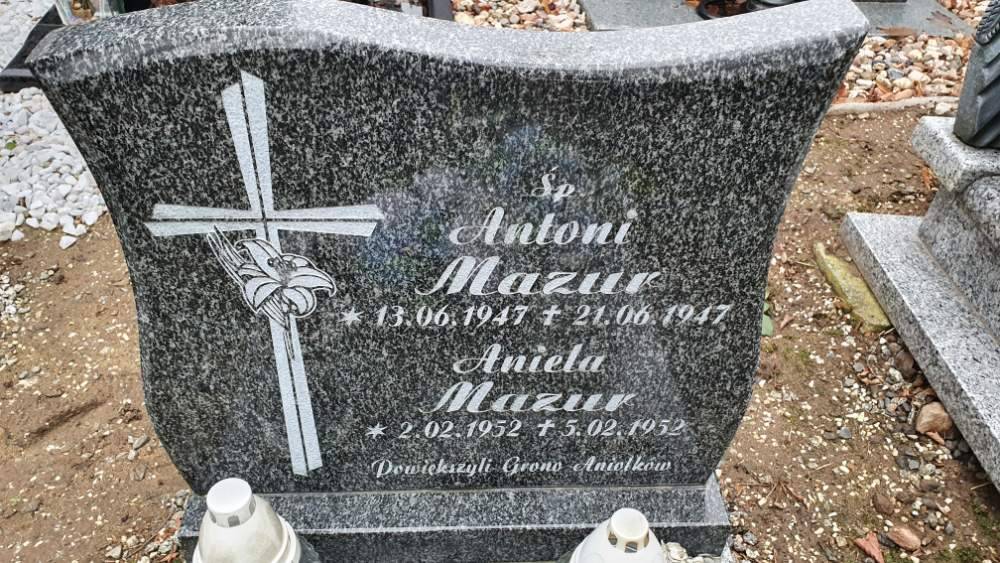 Śp
Antoni
Mazur
* 13.06.1947 ✝ 21.06.1947
Aniela
Mazur
* 2.02.1952 ✝ 5.02.1952
Powiększyli Grono Aniołków